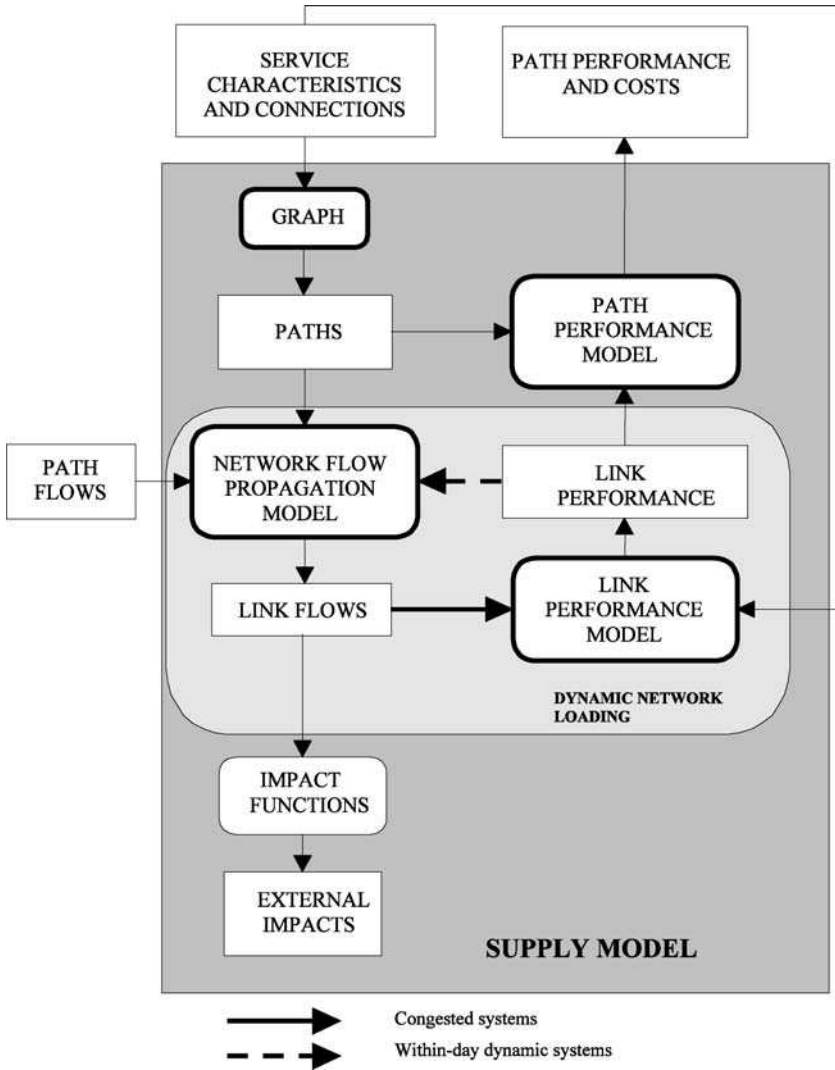 SERVICE
CHARACTERISTICS
AND CONNECTIONS
PATH PERFORMANCE
AND COSTS
GRAPH
PATHS
PATH
PERFORMANCE
MODEL
PATH
FLOWS
NETWORK FLOW
PROPAGATION
MODEL
LINK
PERFORMANCE
LINK FLOWS
LINK
PERFORMANCE
MODEL
DYNAMIC NETWORK
LOADING
IMPACT
FUNCTIONS
EXTERNAL
IMPACTS
SUPPLY MODEL
Congested systems
Within-day dynamic systems